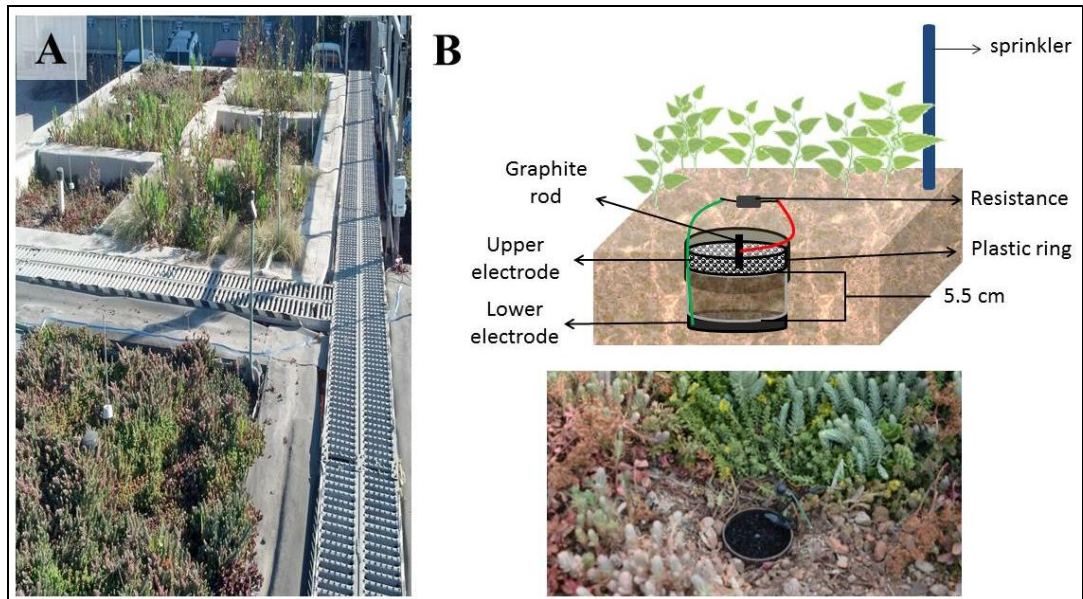 A
B
sprinkler
Graphite
rod
Resistance
Upper
electrode
Plastic ring
5.5 cm
Lower
electrode